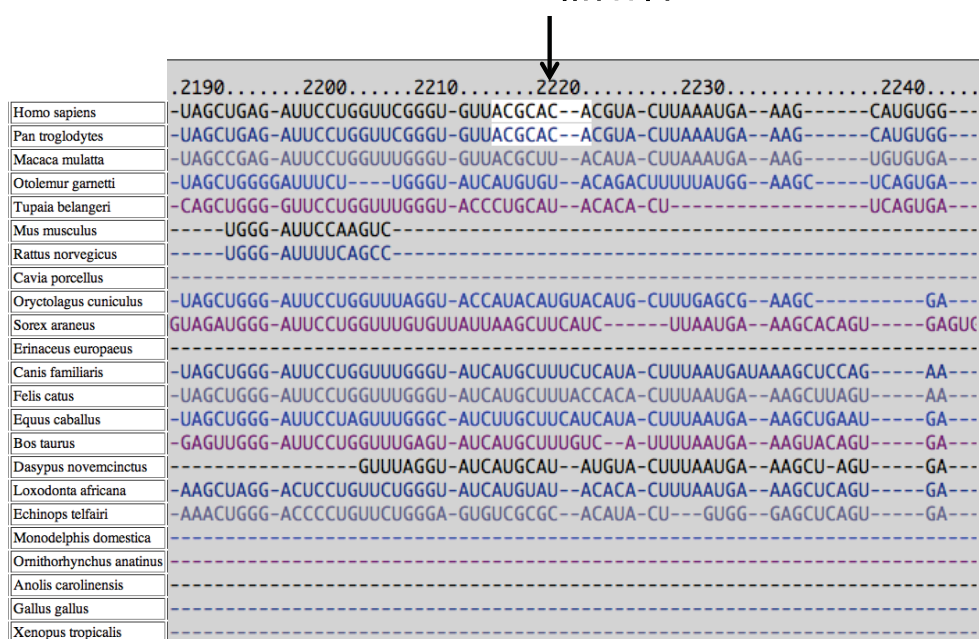 .2190.......2200.......2210.......2220.........2230.............2240.....
Homo sapiens -UAGCUGAG-AUUCCUGGUUCGGGU-GUUACGCAC--ACGUA-CUUAAAUGA--AAG------CAUGUGG---
Pan troglodytes -UAGCUGAG-AUUCCUGGUUCGGGU-GUUACGCAC--ACGUA-CUUAAAUGA--AAG------CAUGUGG---
Macaca mulatta -UAGCCGAG-AUUCCUGGUUUGGGU-GUUACGCUU--ACAUA-CUUAAAUGA--AAG------UGUGUGA---
Otolemur garnetti -UAGCUGGGGAUUUCU----UGGGU-AUCAUGUGU--ACAGACUUUUUAUGG--AAGC-----UCAGUGA---
Tupaia belangeri -CAGCUGGG-GUUCCUGGUUUGGGU-ACCCUGCAU--ACACA-CU------------------UCAGUGA---
Mus musculus -----UGGG-AUUCCAAGUC-----------------------------------------------------
Rattus norvegicus -----UGGG-AUUUUCAGCC-----------------------------------------------------
Cavia porcellus -------------------------------------------------------------------------
Oryctolagus cuniculus -UAGCUGGG-AUUCCUGGUUUAGGU-ACCAUACAUGUACAUG-CUUUGAGCG--AAGC----------GA---
Sorex araneus GUAGAUGGG-AUUCCUGGUUUGUGUUAUUAAGCUUCAUC------UUAAUGA--AAGCACAGU-----GAGUG
Erinaceus europaeus -------------------------------------------------------------------------
Canis familiaris -UAGCUGGG-AUUCCUGGUUUGGGU-AUCAUGCUUUCUCAUA-CUUUAAUGAUAAAGCUCCAG-----AA---
Felis catus -UAGCUGGG-AUUCCUGGUUUGGGU-AUCAUGCUUUACCACA-CUUUAAUGA--AAGCUUAGU-----AA---
Equus caballus -UAGCUGGG-AUUCCUAGUUUGGGC-AUCUUGCUUCAUCAUA-CUUUAAUGA--AAGCUGAAU-----GA---
Bos taurus -GAGUUGGG-AUUCCUGGUUUGAGU-AUCAUGCUUUGUC--A-UUUUAAUGA--AAGUACAGU-----GA---
Dasypus novemcinctus -----------------GUUUAGGU-AUCAUGCAU--AUGUA-CUUUAAUGA--AAGCU-AGU-----GA---
Loxodonta africana -AAGCUAGG-ACUCCUGUUCUGGGU-AUCAUGUAU--ACACA-CUUUAAUGA--AAGCUCAGU-----GA---
Echinops telfairi -AAACUGGG-ACCCCUGUUCUGGGA-GUGUCGCGC--ACAUA-CU---GUGG--GAGCUCAGU-----GA---
Monodelphis domestica -------------------------------------------------------------------------
Ornithorhynchus anatinus -------------------------------------------------------------------------
Anolis carolinensis -------------------------------------------------------------------------
Gallus gallus -------------------------------------------------------------------------
Xenopus tropicalis -------------------------------------------------------------------------